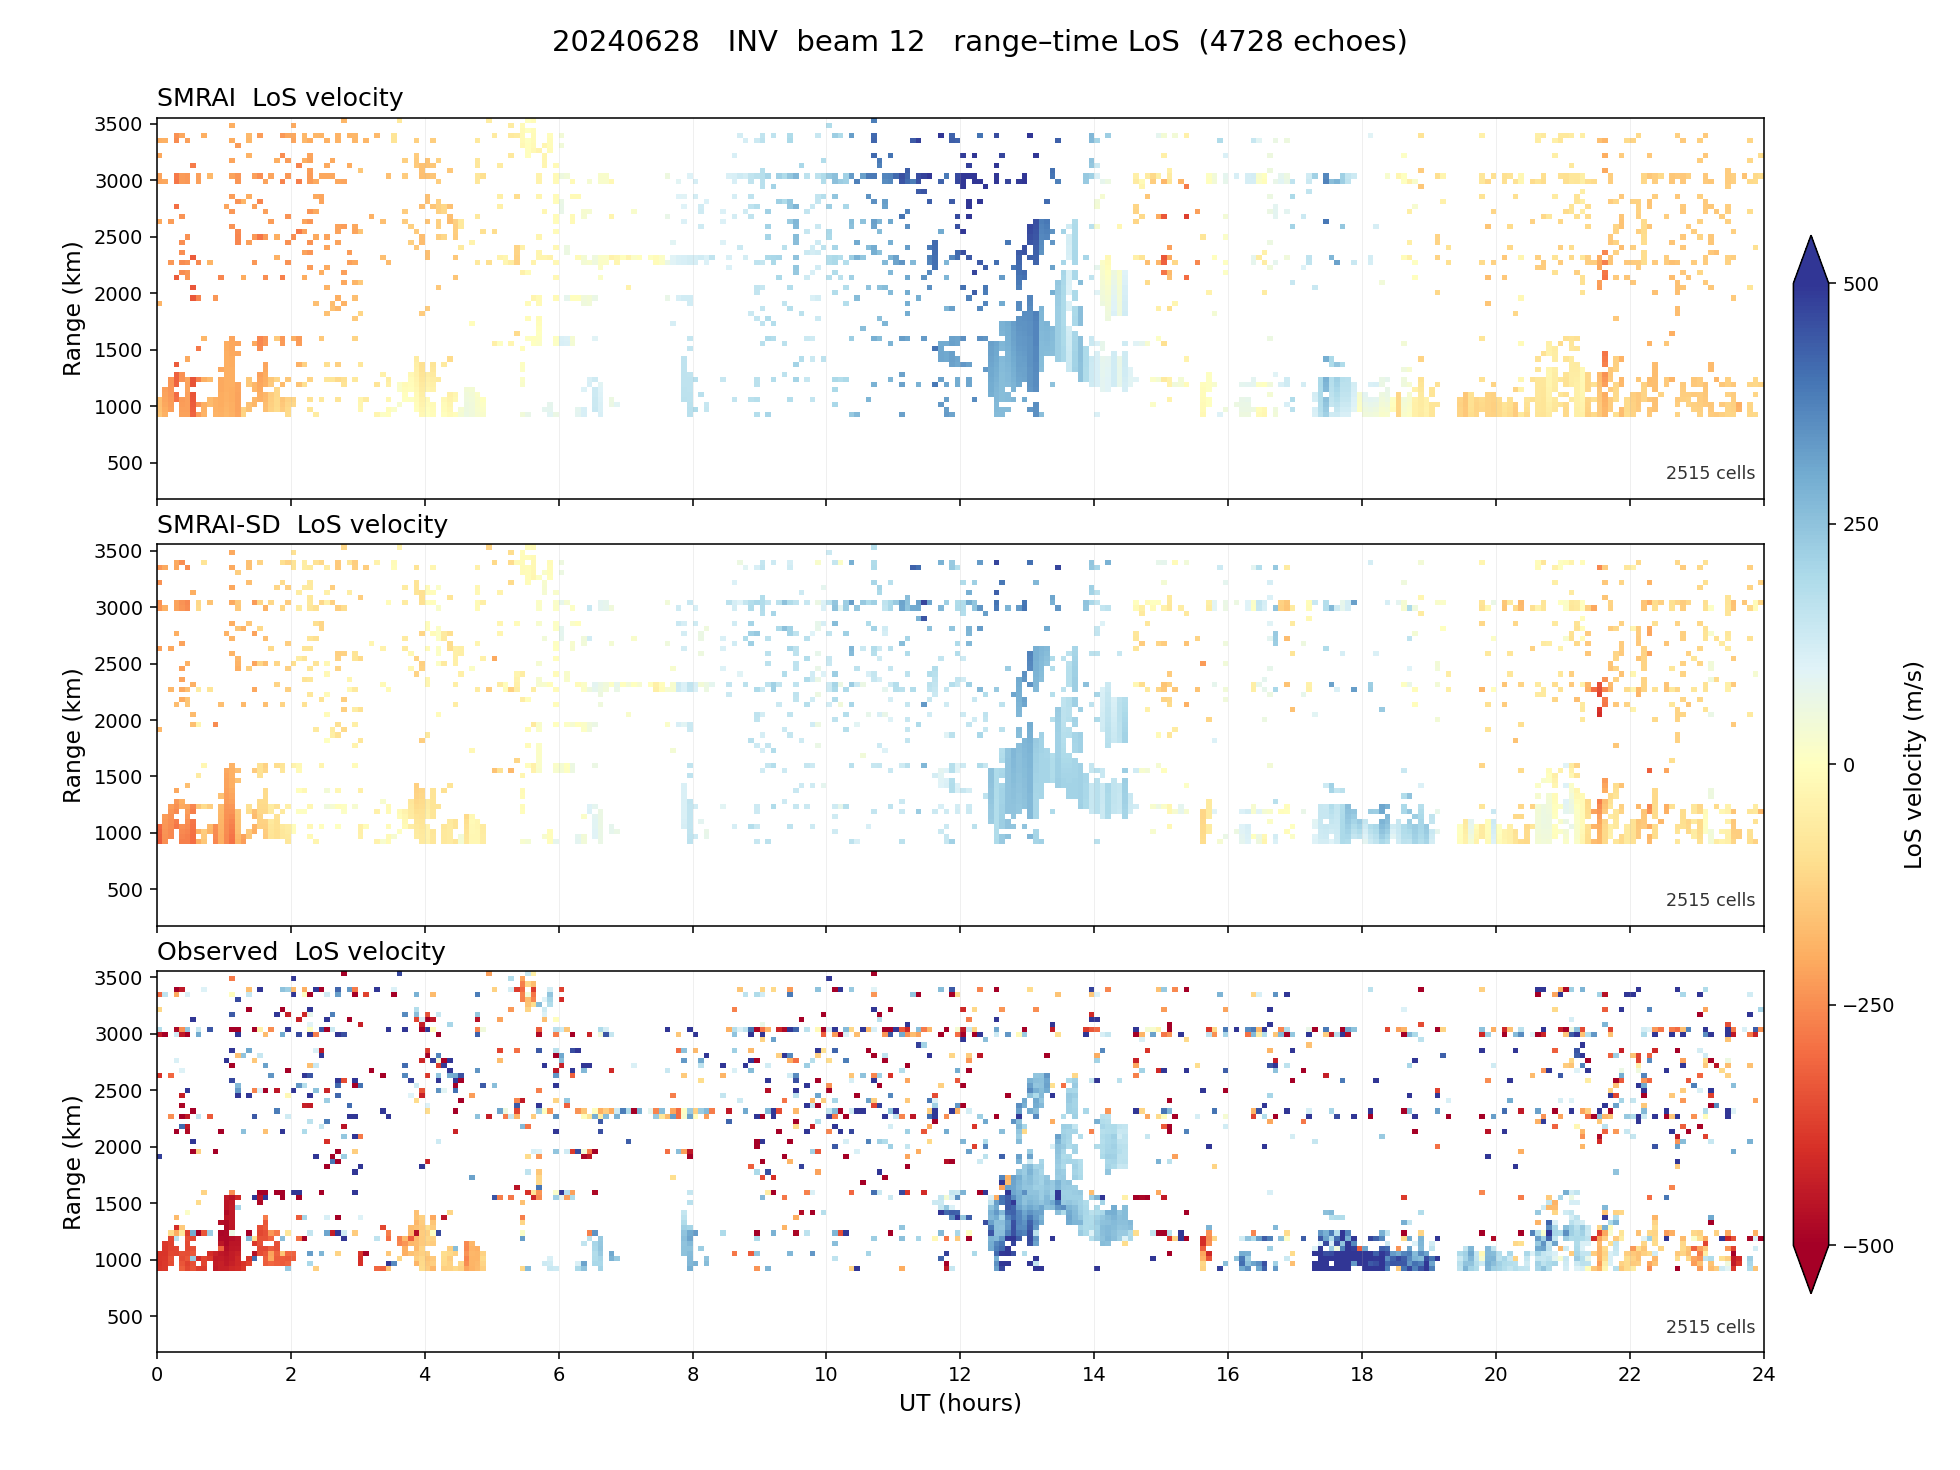 20240628   INV  beam 12   range–time LoS  (4728 echoes)
SMRAI  LoS velocity
3500
3000
2500
2000
1500
1000
500
Range (km)
2515 cells
SMRAI-SD  LoS velocity
3500
3000
2500
2000
1500
1000
500
Range (km)
2515 cells
Observed  LoS velocity
3500
3000
2500
2000
1500
1000
500
Range (km)
2515 cells
0 2 4 6 8 10 12 14 16 18 20 22 24
UT (hours)
500
250
0
−250
−500
LoS velocity (m/s)